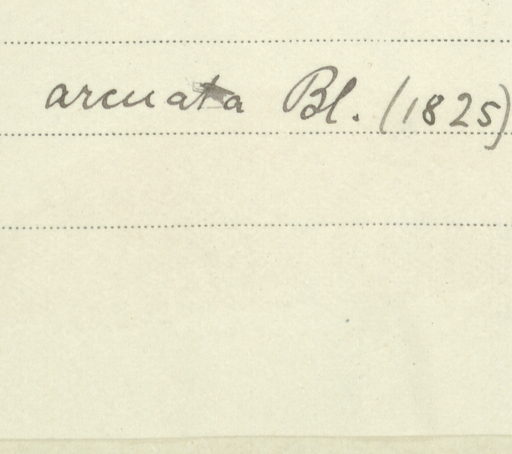 arcuata Bl. (1825)